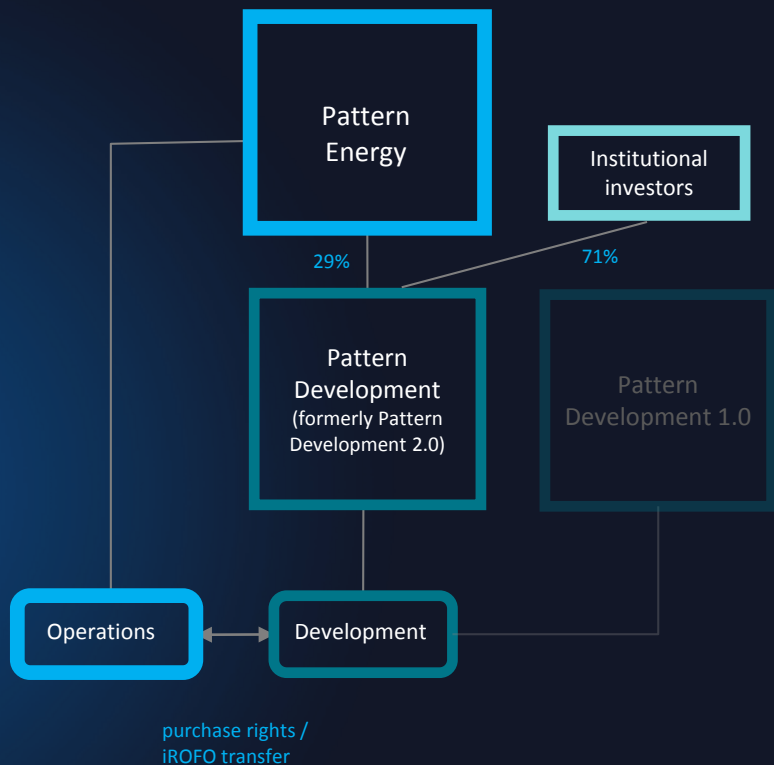 Pattern
Energy
Institutional
investors
29%
71%
Pattern
Development
(formerly Pattern
Development 2.0)
Pattern
Development 1.0
Operations
Development
purchase rights /
iROFO transfer